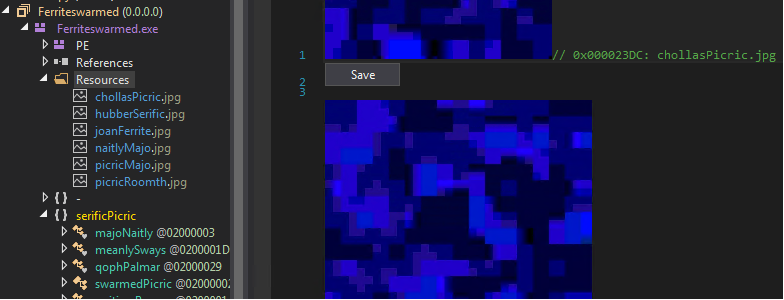 Ferriteswarmed (0.0.0.0)
Ferriteswarmed.exe
PE
References
Resources
chollasPicric.jpg
hubberSerific.jpg
joanFerrite.jpg
naitlyMajo.jpg
picricMajo.jpg
picricRoomth.jpg
{ } -
{ } serificPicric
majoNaitly @02000003
meanlySways @0200001D
qophPalmar @02000029
swarmedPicric @0200002
1 // 0x000023DC: chollasPicric.jpg
Save
2
3